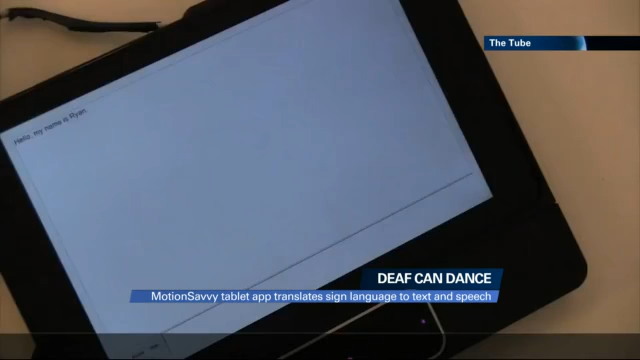 The Tube
Hello, my name is Ryan.
DEAF CAN DANCE
MotionSavvy tablet app translates sign language to text and speech